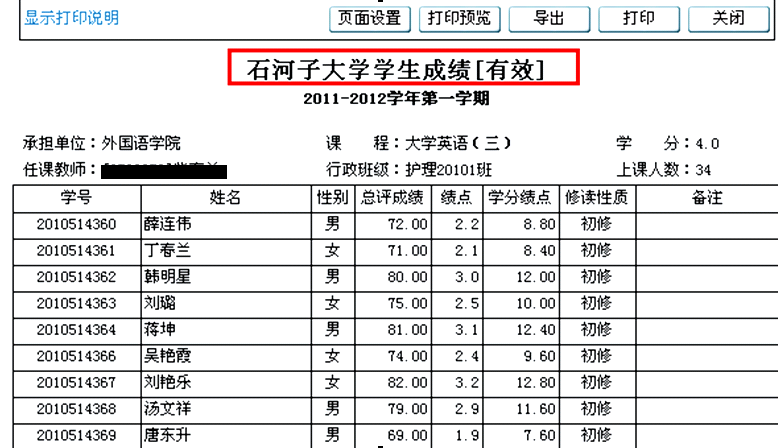 显示打印说明 页面设置 打印预览 导出 打印 关闭
石河子大学学生成绩[有效]
2011-2012学年第一学期
承担单位：外国语学院 课 程：大学英语(三) 学 分：4.0
任课教师： 行政班级：护理20101班 上课人数：34
学号 姓名 性别 总评成绩 绩点 学分绩点 修读性质 备注
2010514360 薛连伟 男 72.00 2.2 8.80 初修
2010514361 丁春兰 女 71.00 2.1 8.40 初修
2010514362 韩明星 男 80.00 3.0 12.00 初修
2010514363 刘璐 女 75.00 2.5 10.00 初修
2010514364 蒋坤 男 81.00 3.1 12.40 初修
2010514366 吴艳霞 女 74.00 2.4 9.60 初修
2010514367 刘艳乐 女 82.00 3.2 12.80 初修
2010514368 汤文祥 男 79.00 2.9 11.60 初修
2010514369 唐东升 男 69.00 1.9 7.60 初修